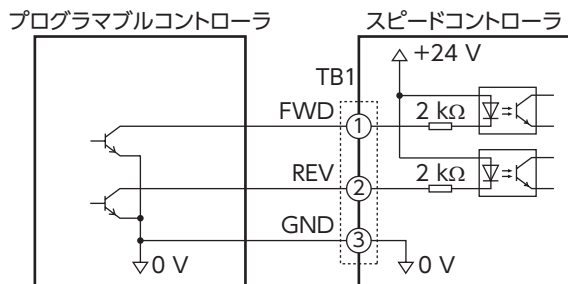 プログラマブルコントローラ
スピードコントローラ
+24 V
TB1
FWD
1
2 kΩ
REV
2
2 kΩ
GND
3
0 V
0 V